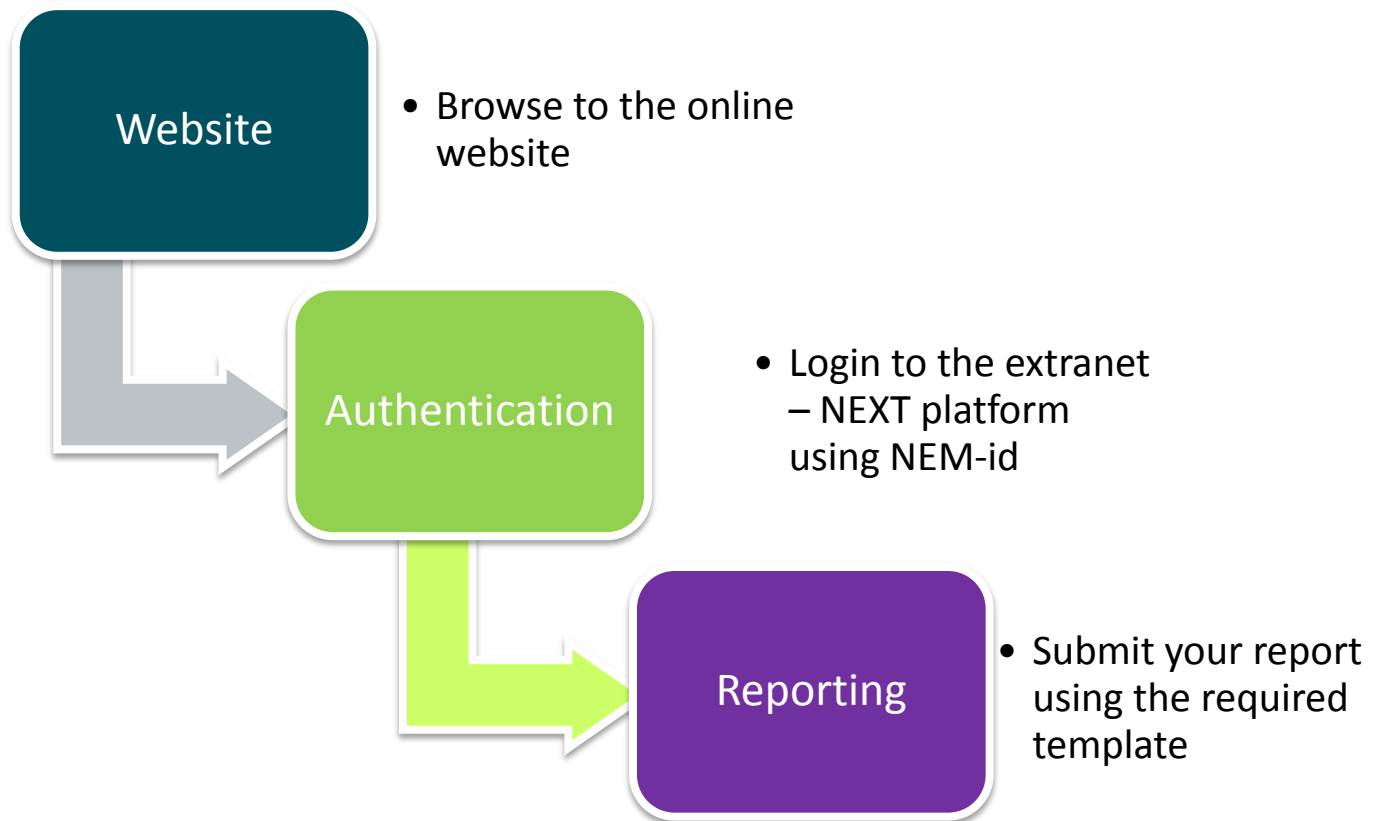 Website
• Browse to the online
website
Authentication
• Login to the extranet
– NEXT platform
using NEM-id
Reporting
• Submit your report
using the required
template